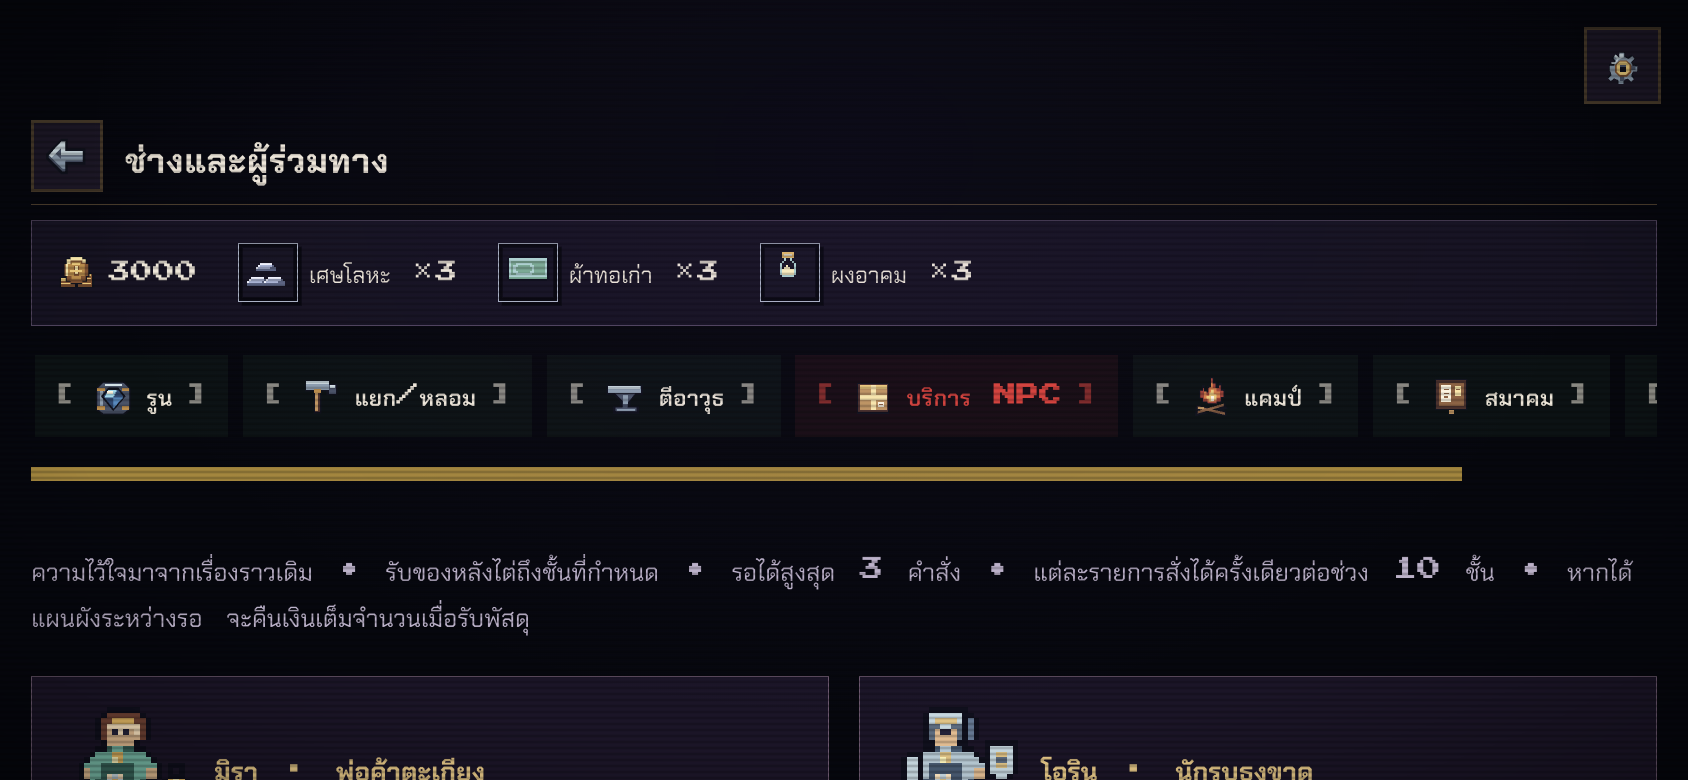 ช่างและผู้ร่วมทาง
3000 เศษโลหะ ×3 ผ้าทอเก่า ×3 ผงอาคม ×3
[ รูน ] [ แยก/หลอม ] [ ตีอาวุธ ] [ บริการ NPC ] [ แคมป์ ] [ สมาคม ] [
ความไว้ใจมาจากเรื่องราวเดิม • รับของหลังไต่ถึงชั้นที่กำหนด • รอได้สูงสุด 3 คำสั่ง • แต่ละรายการสั่งได้ครั้งเดียวต่อช่วง 10 ชั้น • หากได้
แผนผังระหว่างรอ จะคืนเงินเต็มจำนวนเมื่อรับพัสดุ
มิรา · พ่อค้าตะเกียง
โอริน · นักรบธงขาด